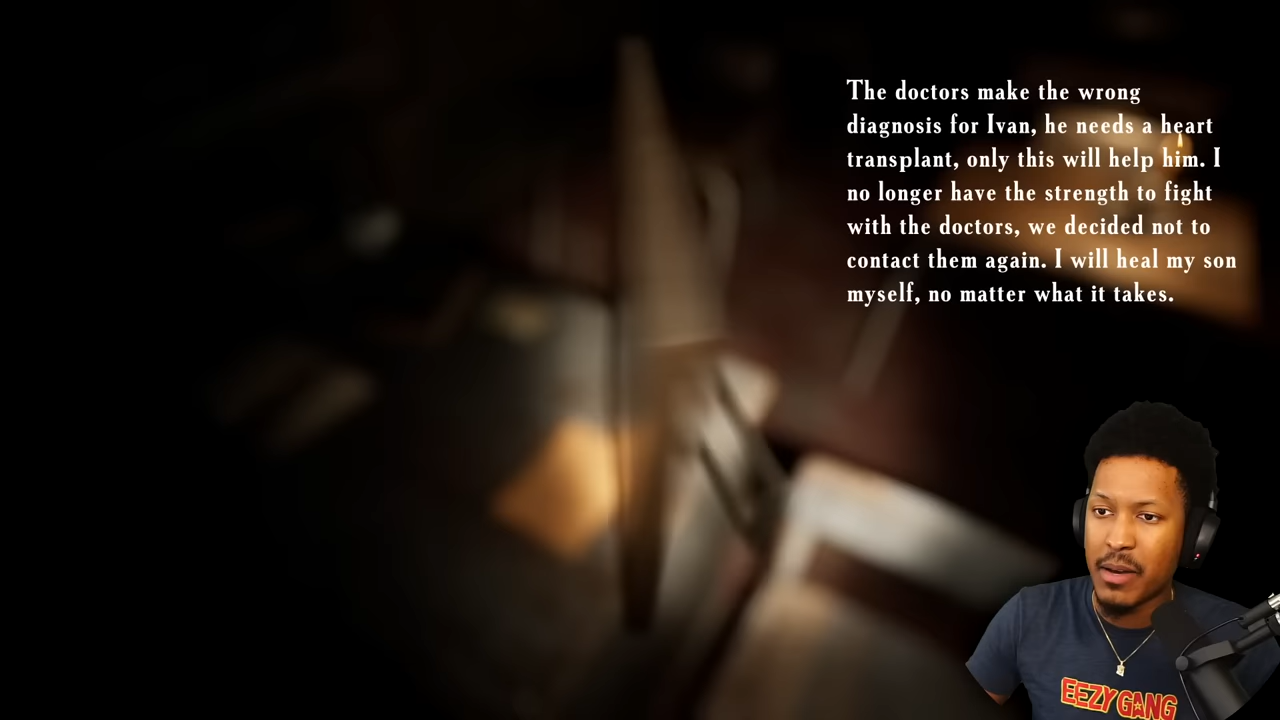 The doctors make the wrong
diagnosis for Ivan, he needs a heart
transplant, only this will help him. I
no longer have the strength to fight
with the doctors, we decided not to
contact them again. I will heal my son
myself, no matter what it takes.
EEZY GANG